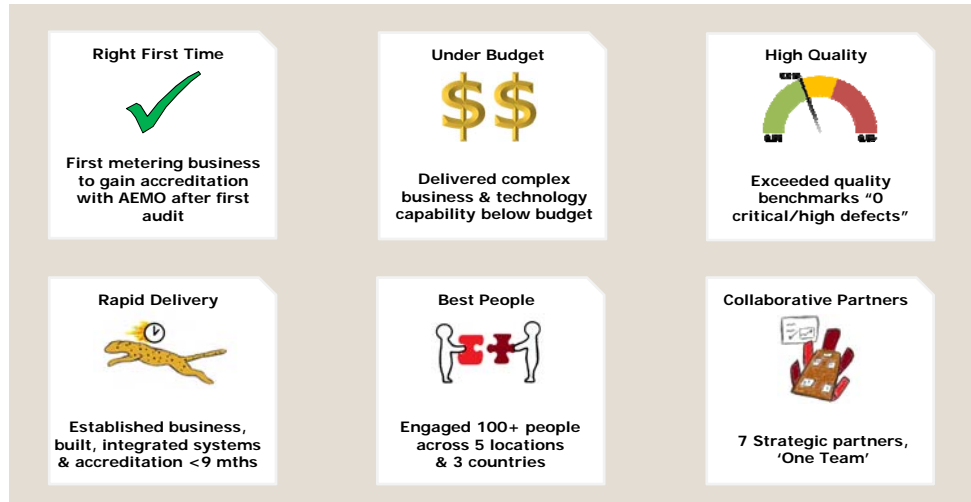 Right First Time
First metering business
to gain accreditation
with AEMO after first
audit
Under Budget
$$
Delivered complex
business & technology
capability below budget
High Quality
Exceeded quality
benchmarks "0
critical/high defects"
Rapid Delivery
Established business,
built, integrated systems
& accreditation <9 mths
Best People
Engaged 100+ people
across 5 locations
& 3 countries
Collaborative Partners
7 Strategic partners,
'One Team'